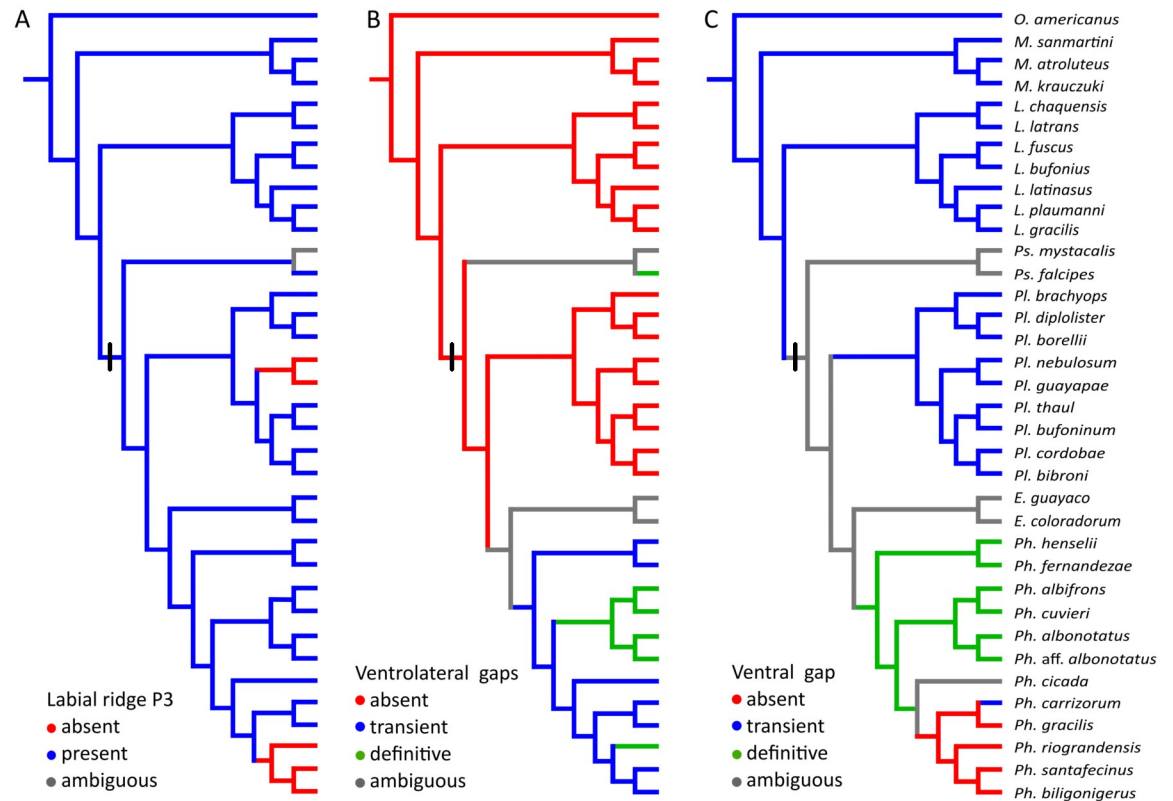 A
B
C
O. americanus
M. sanmartini
M. atroluteus
M. krauczuki
L. chaquensis
L. latrans
L. fuscus
L. bufonius
L. latinasus
L. plaumanni
L. gracilis
Ps. mystacalis
Ps. falcipes
Pl. brachyops
Pl. diplolister
Pl. borellii
Pl. nebulosum
Pl. guayapae
Pl. thaul
Pl. bufoninum
Pl. cordobae
Pl. bibroni
E. guayaco
E. coloradorum
Ph. henselii
Ph. fernandezae
Ph. albifrons
Ph. cuvieri
Ph. albonotatus
Ph. aff. albonotatus
Ph. cicada
Ph. carrizorum
Ph. gracilis
Ph. riograndensis
Ph. santafecinus
Ph. biligonigerus
Labial ridge P3
absent
present
ambiguous
Ventrolateral gaps
absent
transient
definitive
ambiguous
Ventral gap
absent
transient
definitive
ambiguous